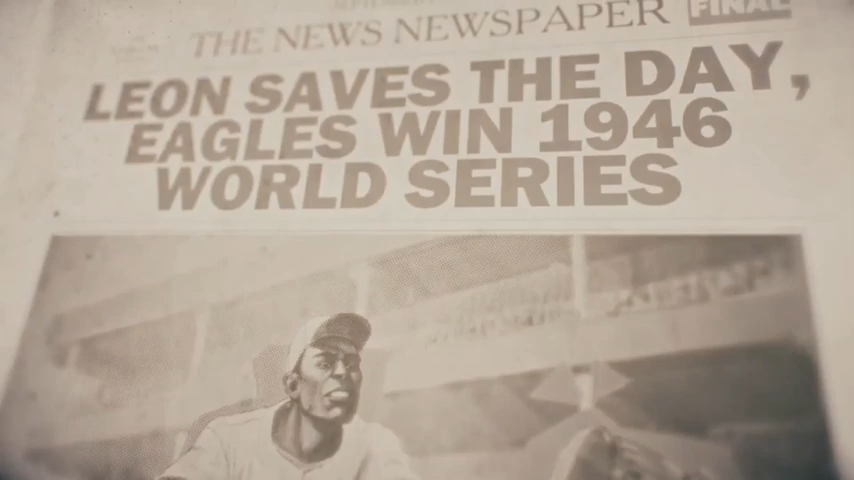 THE NEWS NEWSPAPER
FINAL
LEON SAVES THE DAY,
EAGLES WIN 1946
WORLD SERIES